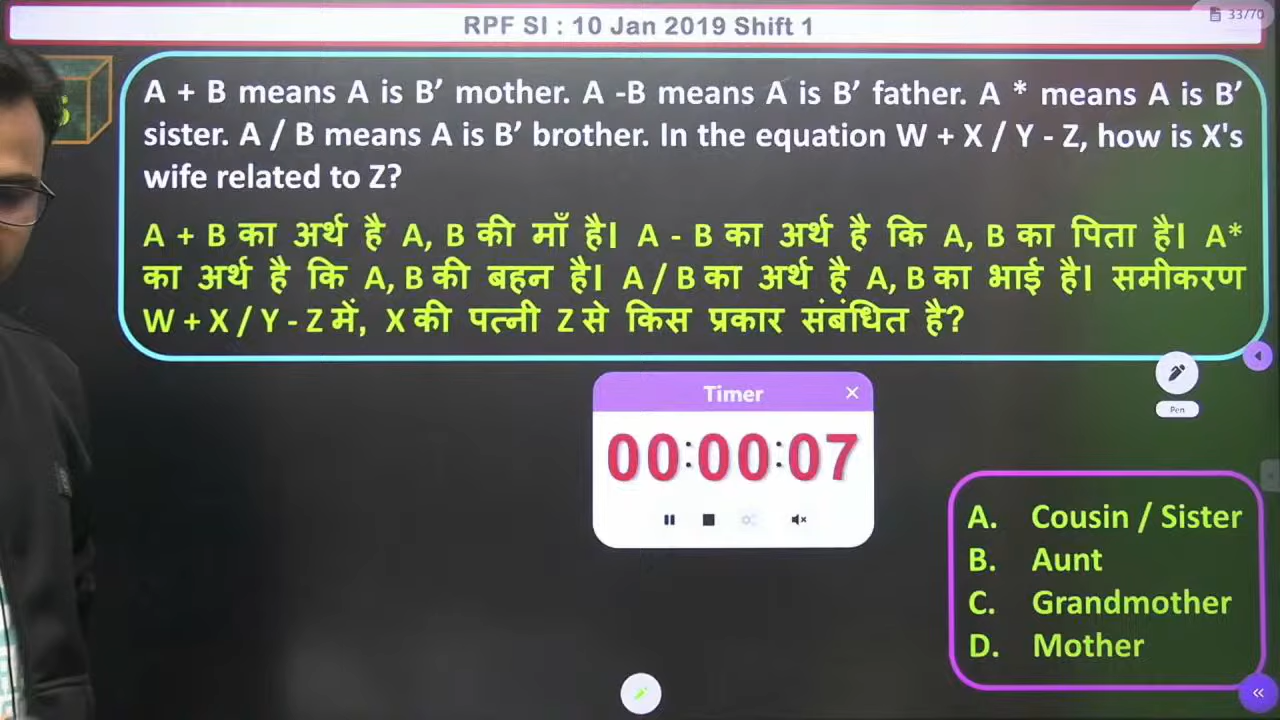 RPF SI : 10 Jan 2019 Shift 1
33/70
A + B means A is B’ mother. A -B means A is B’ father. A * means A is B’
sister. A / B means A is B’ brother. In the equation W + X / Y - Z, how is X's
wife related to Z?
A + B का अर्थ है A, B की माँ है। A - B का अर्थ है कि A, B का पिता है। A*
का अर्थ है कि A, B की बहन है। A / B का अर्थ है A, B का भाई है। समीकरण
W + X / Y - Z में, X की पत्नी Z से किस प्रकार संबंधित है?
Pen
Timer
00:00:07
A. Cousin / Sister
B. Aunt
C. Grandmother
D. Mother